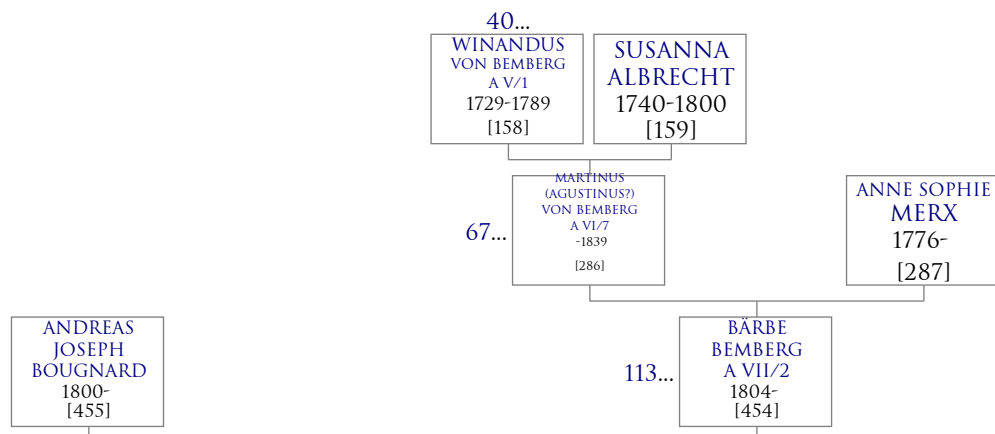 40...
WINANDUS
VON BEMBERG
A V/1
1729-1789
[158]
SUSANNA
ALBRECHT
1740-1800
[159]
67...
MARTINUS
(AGUSTINUS?)
VON BEMBERG
A VI/7
-1839
[286]
ANNE SOPHIE
MERX
1776-
[287]
ANDREAS
JOSEPH
BOUGNARD
1800-
[455]
113...
BÄRBE
BEMBERG
A VII/2
1804-
[454]